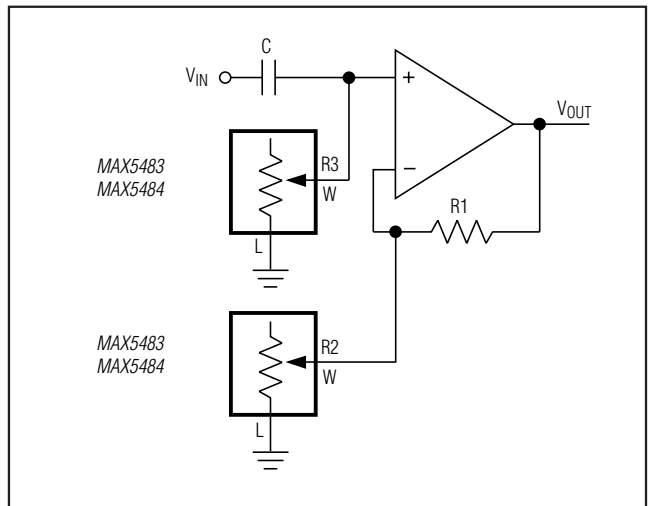 C
V_IN
+
V_OUT
−
R1
MAX5483
MAX5484
R3
W
L
MAX5483
MAX5484
R2
W
L